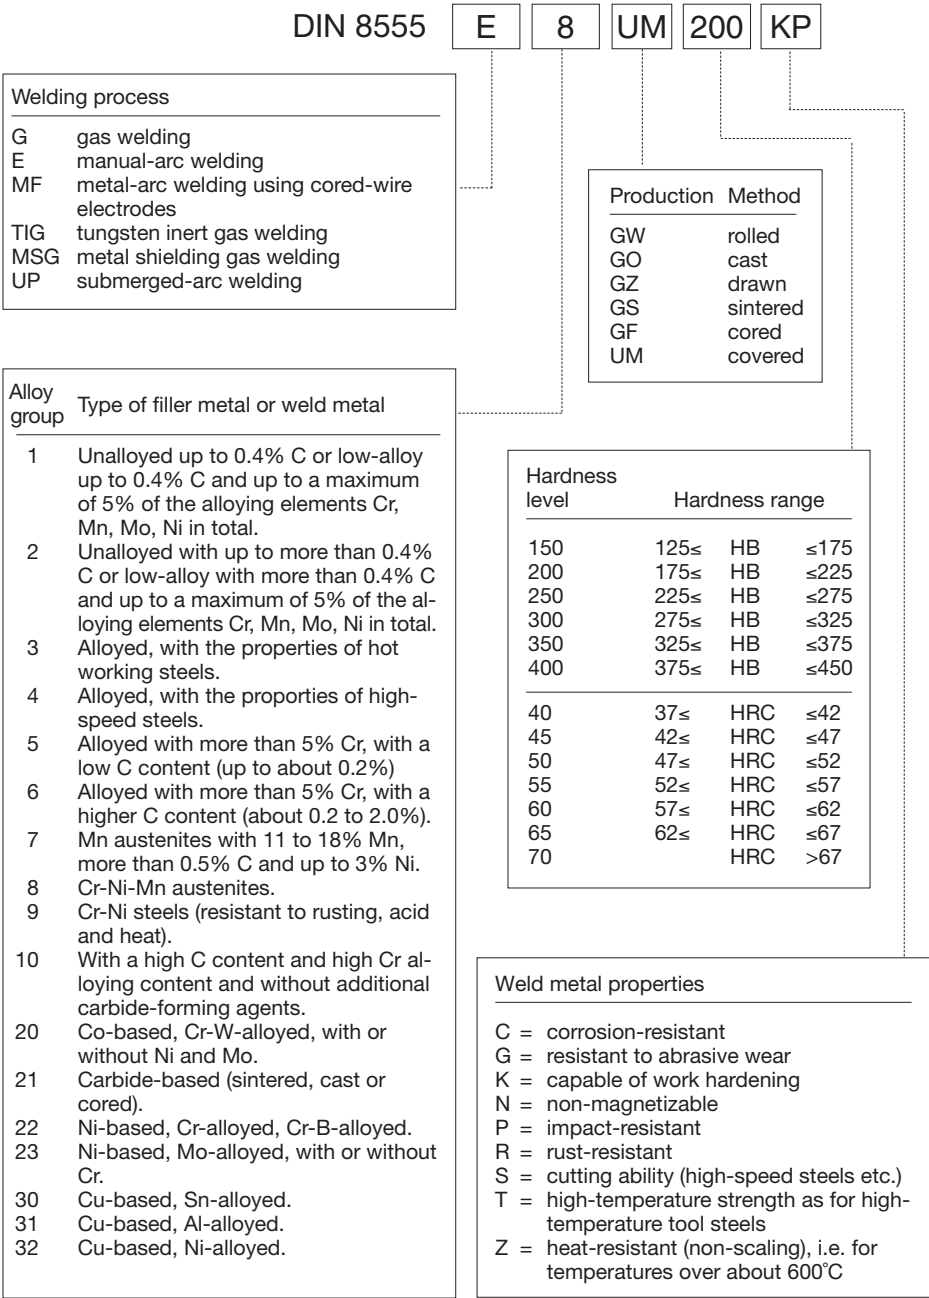 DIN 8555 E 8 UM 200 KP
Welding process
G gas welding
E manual-arc welding
MF metal-arc welding using cored-wire
electrodes
TIG tungsten inert gas welding
MSG metal shielding gas welding
UP submerged-arc welding
Production Method
GW rolled
GO cast
GZ drawn
GS sintered
GF cored
UM covered
Alloy
group Type of filler metal or weld metal
1 Unalloyed up to 0.4% C or low-alloy
up to 0.4% C and up to a maximum
of 5% of the alloying elements Cr,
Mn, Mo, Ni in total.
2 Unalloyed with up to more than 0.4%
C or low-alloy with more than 0.4% C
and up to a maximum of 5% of the al-
loying elements Cr, Mn, Mo, Ni in total.
3 Alloyed, with the properties of hot
working steels.
4 Alloyed, with the proporties of high-
speed steels.
5 Alloyed with more than 5% Cr, with a
low C content (up to about 0.2%)
6 Alloyed with more than 5% Cr, with a
higher C content (about 0.2 to 2.0%).
7 Mn austenites with 11 to 18% Mn,
more than 0.5% C and up to 3% Ni.
8 Cr-Ni-Mn austenites.
9 Cr-Ni steels (resistant to rusting, acid
and heat).
10 With a high C content and high Cr al-
loying content and without additional
carbide-forming agents.
20 Co-based, Cr-W-alloyed, with or
without Ni and Mo.
21 Carbide-based (sintered, cast or
cored).
22 Ni-based, Cr-alloyed, Cr-B-alloyed.
23 Ni-based, Mo-alloyed, with or without
Cr.
30 Cu-based, Sn-alloyed.
31 Cu-based, Al-alloyed.
32 Cu-based, Ni-alloyed.
Hardness
level Hardness range
150 125≤ HB ≤175
200 175≤ HB ≤225
250 225≤ HB ≤275
300 275≤ HB ≤325
350 325≤ HB ≤375
400 375≤ HB ≤450
40 37≤ HRC ≤42
45 42≤ HRC ≤47
50 47≤ HRC ≤52
55 52≤ HRC ≤57
60 57≤ HRC ≤62
65 62≤ HRC ≤67
70 HRC >67
Weld metal properties
C = corrosion-resistant
G = resistant to abrasive wear
K = capable of work hardening
N = non-magnetizable
P = impact-resistant
R = rust-resistant
S = cutting ability (high-speed steels etc.)
T = high-temperature strength as for high-
temperature tool steels
Z = heat-resistant (non-scaling), i.e. for
temperatures over about 600˚C